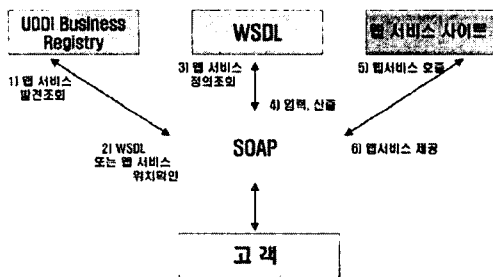 UDDI Business
Registry
WSDL
웹 서비스 사이트
1) 웹 서비스
발견조회
3) 웹 서비스
정의조회
5) 웹서비스 호출
4) 입력, 산출
2) WSDL
또는 웹 서비스
위치확인
SOAP
6) 웹서비스 제공
고객